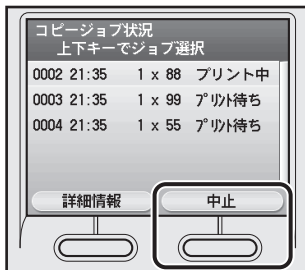 コピージョブ状況
上下キーでジョブ選択
0002 21:35 1 x 88 プリント中
0003 21:35 1 x 99 プリント待ち
0004 21:35 1 x 55 プリント待ち
詳細情報 中止